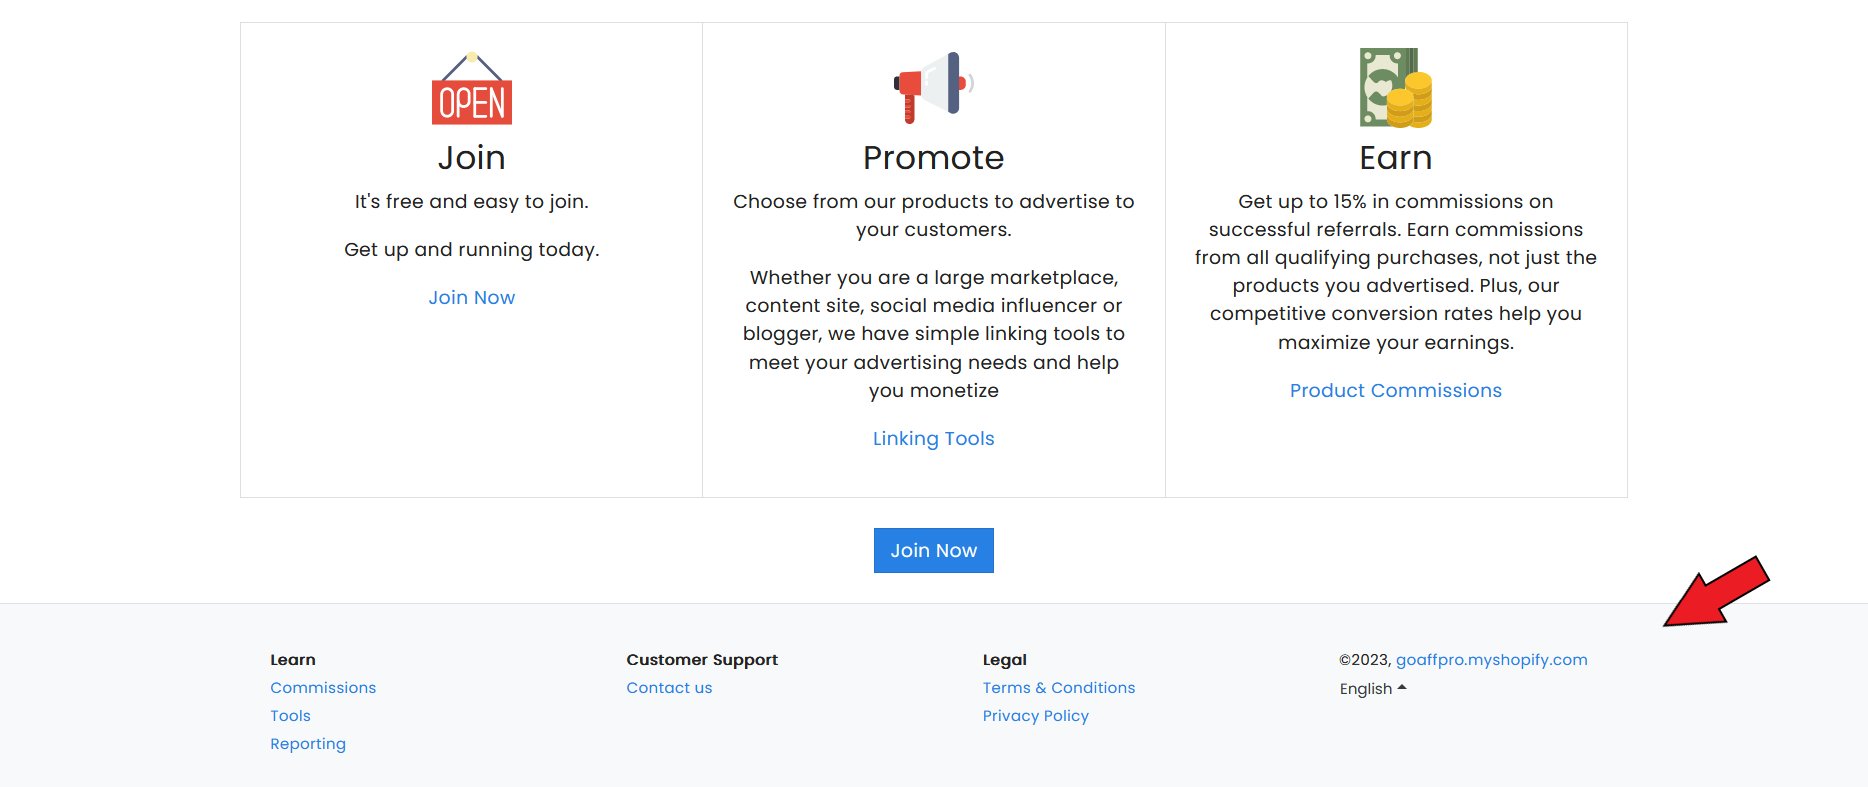 OPEN
Join
It's free and easy to join.
Get up and running today.
Join Now
Promote
Choose from our products to advertise to
your customers.
Whether you are a large marketplace,
content site, social media influencer or
blogger, we have simple linking tools to
meet your advertising needs and help
you monetize
Linking Tools
Earn
Get up to 15% in commissions on
successful referrals. Earn commissions
from all qualifying purchases, not just the
products you advertised. Plus, our
competitive conversion rates help you
maximize your earnings.
Product Commissions
Join Now
Learn
Commissions
Tools
Reporting
Customer Support
Contact us
Legal
Terms & Conditions
Privacy Policy
©2023, goaffpro.myshopify.com
English